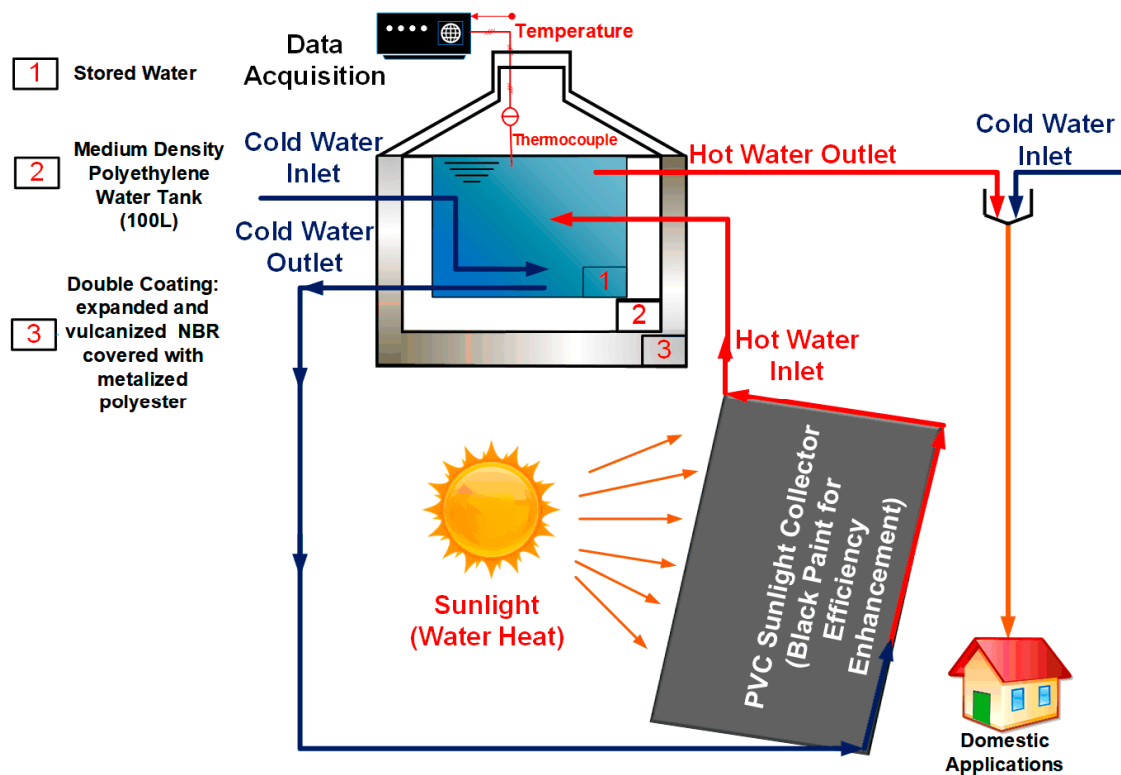 Data
Acquisition
Temperature
1
Stored Water
Thermocouple
Cold Water
Inlet
Hot Water Outlet
Cold Water
Inlet
2
Medium Density
Polyethylene
Water Tank
(100L)
Cold Water
Outlet
1
2
3
3
Double Coating:
expanded and
vulcanized NBR
covered with
metalized
polyester
Hot Water
Inlet
PVC Sunlight Collector
(Black Paint for
Efficiency
Enhancement)
Sunlight
(Water Heat)
Domestic
Applications